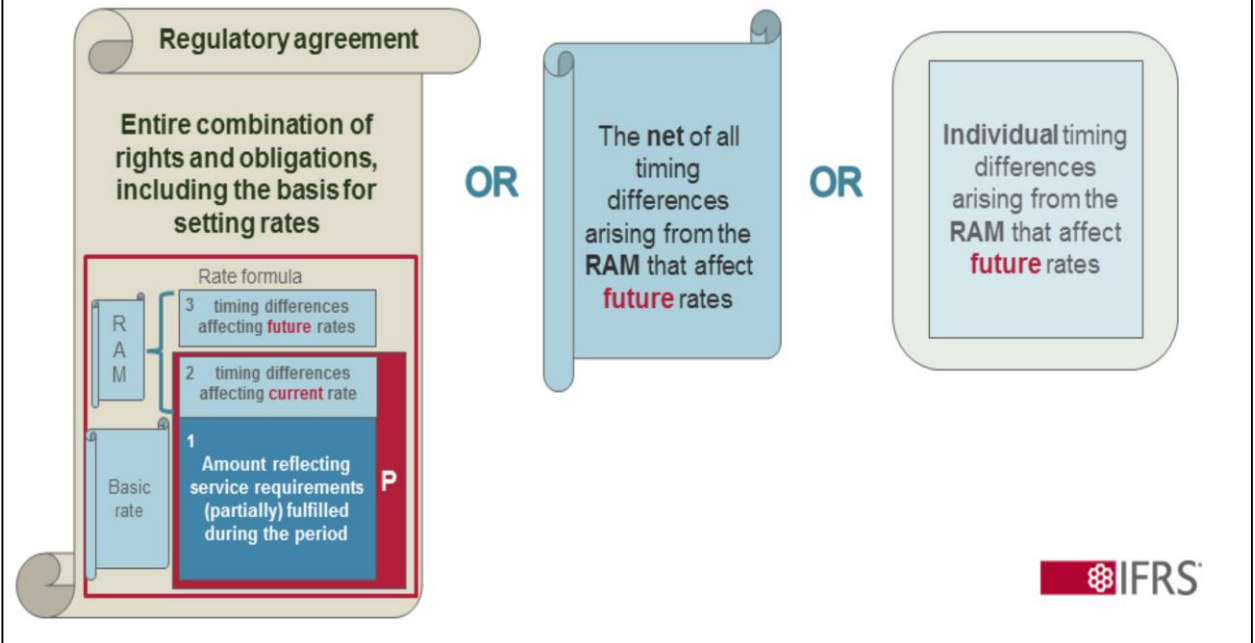 Regulatory agreement
Entire combination of
rights and obligations,
including the basis for
setting rates
Rate formula
R
A
M
3 timing differences
affecting future rates
2 timing differences
affecting current rate
Basic
rate
1
Amount reflecting
service requirements
(partially) fulfilled
during the period
P
OR
The net of all
timing
differences
arising from the
RAM that affect
future rates
OR
Individual timing
differences
arising from the
RAM that affect
future rates
IFRS